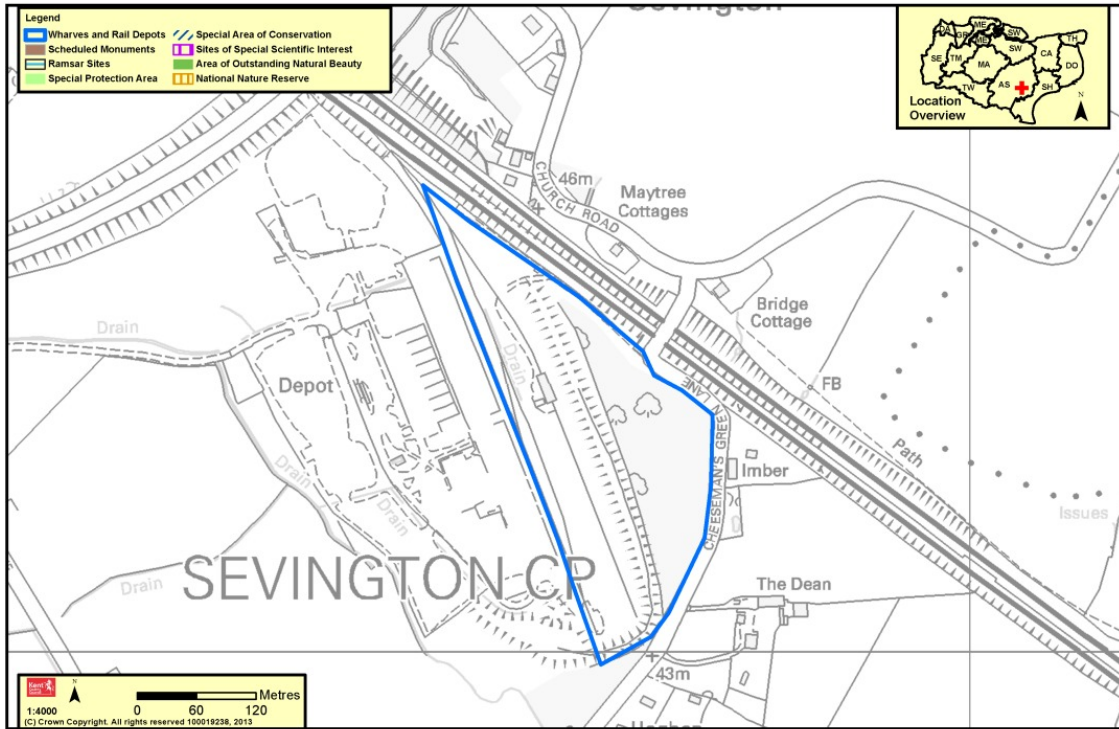 Sevington
Legend
Wharves and Rail Depots
Special Area of Conservation
Scheduled Monuments
Sites of Special Scientific Interest
Ramsar Sites
Area of Outstanding Natural Beauty
Special Protection Area
National Nature Reserve
DA
GR
ME
ME
SW
TH
SE
TM
MA
SW
CA
DO
TW
AS
SH
Location
Overview
N
46m
CHURCH ROAD
Maytree
Cottages
Bridge
Cottage
FB
Path
Drain
Drain
Depot
CHEESEMAN'S GREEN LANE
Imber
Issues
Drain
Drain
Drain
SEVINGTON CP
The Dean
43m
Kent
N
1:4000
0 60 120 Metres
(C) Crown Copyright. All rights reserved 100019238, 2013